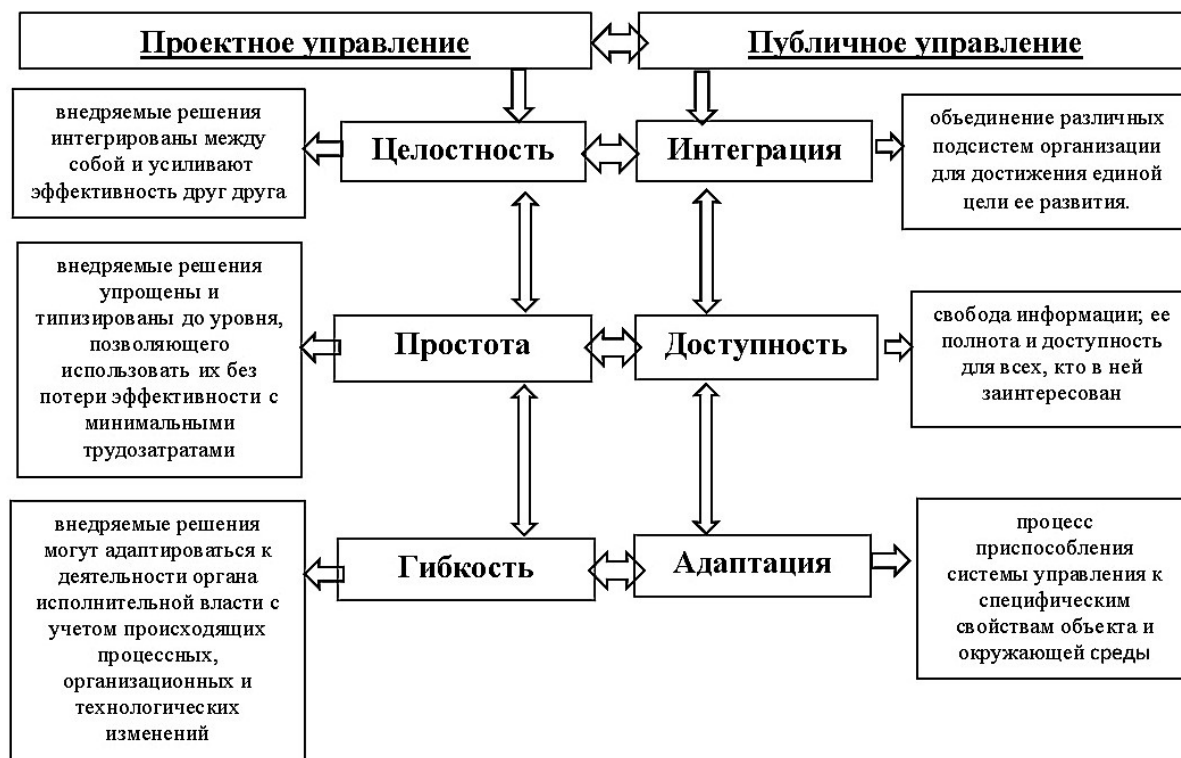 Проектное управление
Публичное управление
внедряемые решения
интегрированы между
собой и усиливают
эффективность друг друга
Целостность
Интеграция
объединение различных
подсистем организации
для достижения единой
цели ее развития.
внедряемые решения
упрощены и
типизированы до уровня,
позволяющего
использовать их без
потери эффективности с
минимальными
трудозатратами
Простота
Доступность
свобода информации; ее
полнота и доступность
для всех, кто в ней
заинтересован
внедряемые решения
могут адаптироваться к
деятельности органа
исполнительной власти с
учетом происходящих
процессных,
организационных и
технологических
изменений
Гибкость
Адаптация
процесс
приспособления
системы управления к
специфическим
свойствам объекта и
окружающей среды